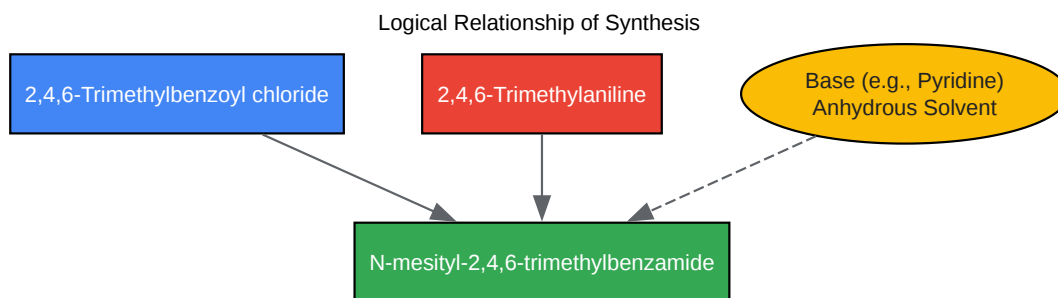 Logical Relationship of Synthesis
2,4,6-Trimethylbenzoyl chloride
2,4,6-Trimethylaniline
Base (e.g., Pyridine)
Anhydrous Solvent
N-mesityl-2,4,6-trimethylbenzamide